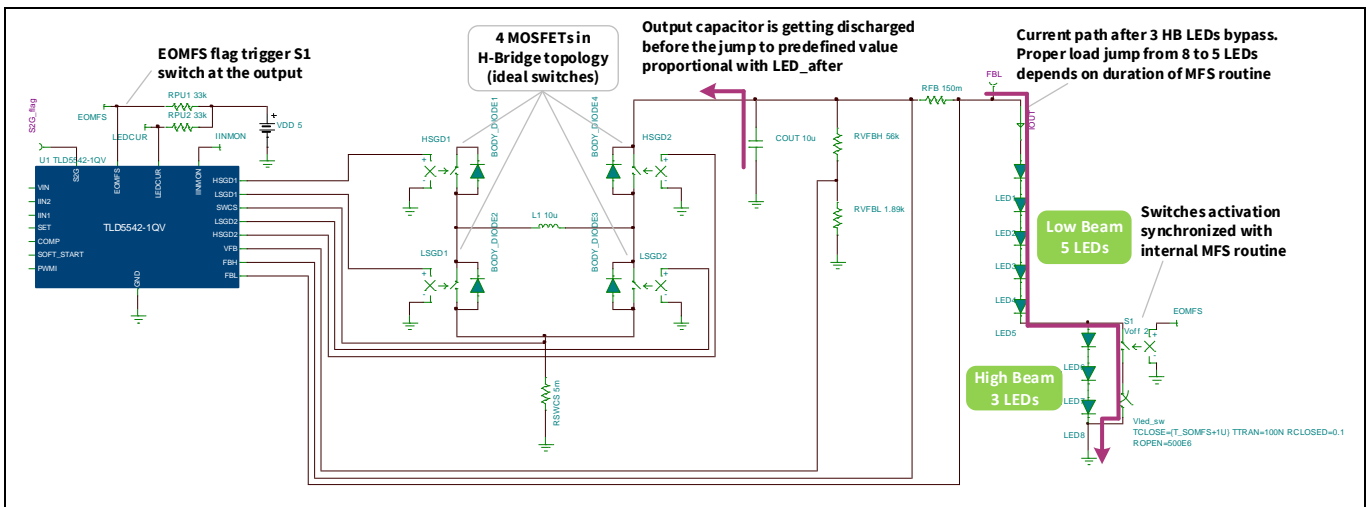 EOMFS flag trigger S1
switch at the output
4 MOSFETs in
H-Bridge topology
(ideal switches)
Output capacitor is getting discharged
before the jump to predefined value
proportional with LED_after
Current path after 3 HB LEDs bypass.
Proper load jump from 8 to 5 LEDs
depends on duration of MFS routine
S2G_flag
EOMFS
RPU1 33k
RPU2 33k
LEDCUR
IINMON
VDD 5
U1 TLD5542-1QV
S2G
EOMFS
LEDCUR
IINMON
VIN
IIN2
IIN1
SET
COMP
SOFT_START
PWMI
TLD5542-1QV
GND
HSGD1
LSGD1
SWCS
LSGD2
HSGD2
VFB
FBH
FBL
HSGD1
BODY_DIODE1
BODY_DIODE4
HSGD2
L1 10u
LSGD1
BODY_DIODE2
BODY_DIODE3
LSGD2
RSWCS 5m
COUT 10u
RVFBH 56k
RVFBL 1.89k
RFB 150m
FBL
IOUT
LED1
LED2
LED3
LED4
LED5
Low Beam
5 LEDs
Switches activation
synchronized with
internal MFS routine
S1
Voff 2
EOMFS
High Beam
3 LEDs
LED8
Vled_sw
TCLOSE={T_SOMFS+1U} TTRAN=100N RCLOSED=0.1
ROPEN=500E6